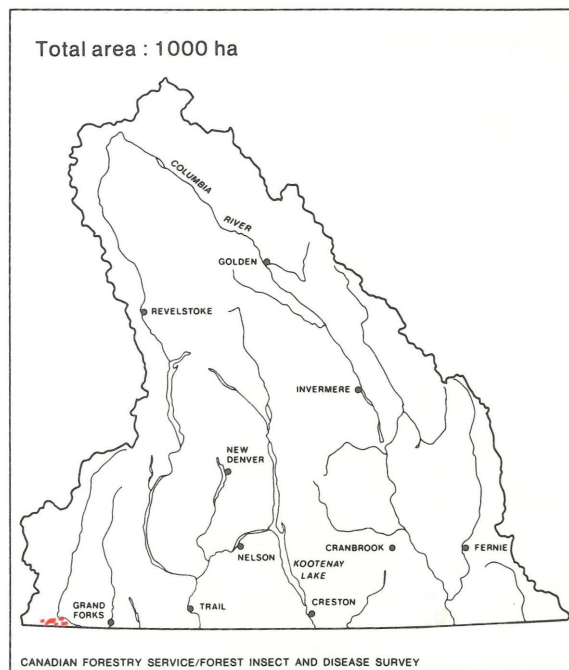 Total area : 1000 ha
COLUMBIA
RIVER
GOLDEN
REVELSTOKE
INVERMERE
NEW
DENVER
NELSON
CRANBROOK
FERNIE
KOOTENAY
LAKE
GRAND
FORKS
TRAIL
CRESTON
CANADIAN FORESTRY SERVICE/FOREST INSECT AND DISEASE SURVEY